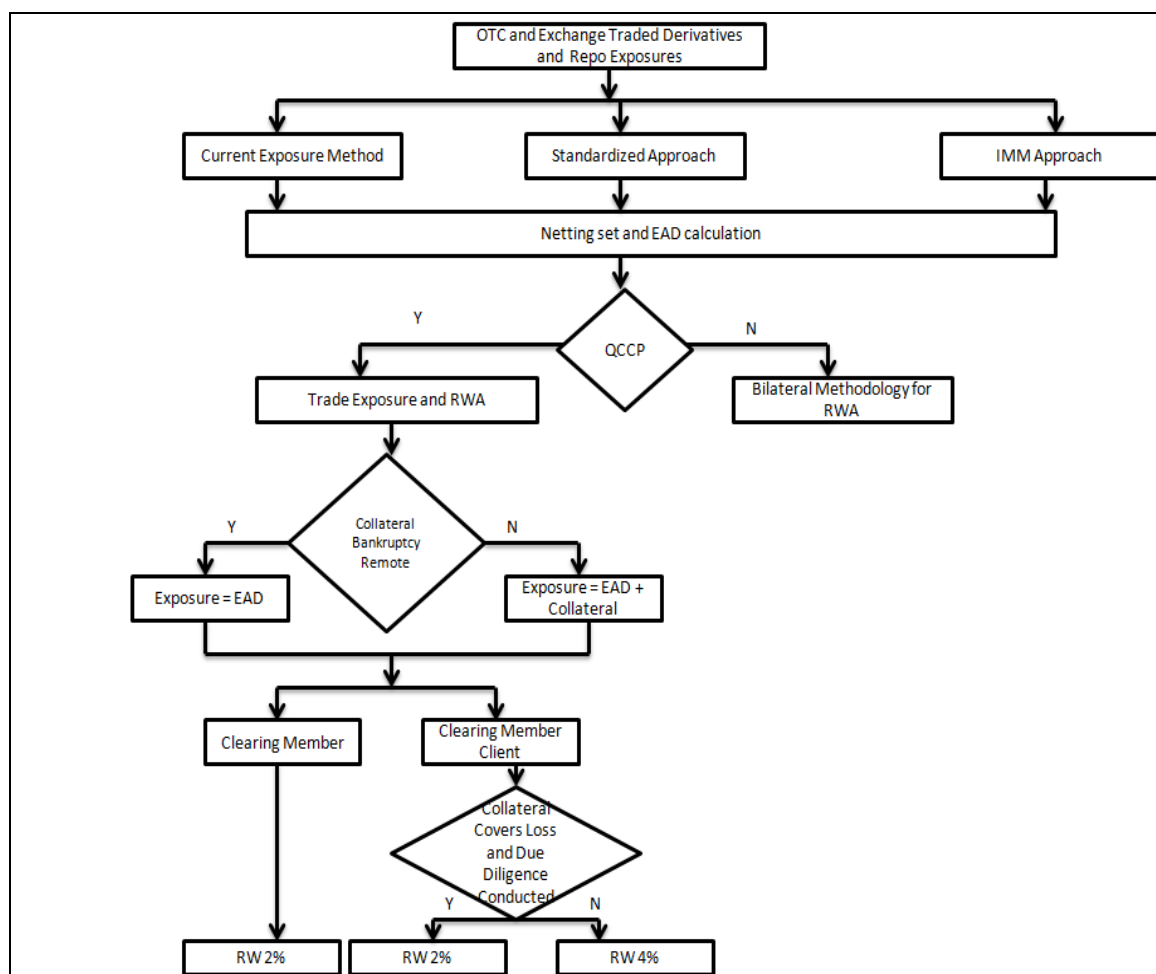 OTC and Exchange Traded Derivatives
and Repo Exposures
Current Exposure Method
Standardized Approach
IMM Approach
Netting set and EAD calculation
Y
N
QCCP
Trade Exposure and RWA
Bilateral Methodology for
RWA
Y
N
Collateral
Bankruptcy
Remote
Exposure = EAD
Exposure = EAD +
Collateral
Clearing Member
Clearing Member
Client
Collateral
Covers Loss
and Due
Diligence
Conducted
Y
N
RW 2%
RW 2%
RW 4%